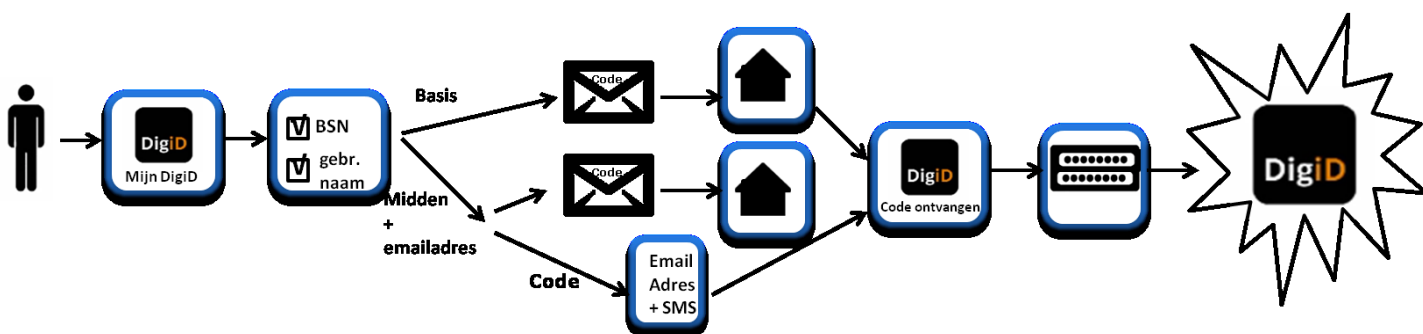 DigiD
Mijn DigiD
BSN
gebr.
naam
Basis
Midden
+
emailadres
Code
Code
Code
Email
Adres
+ SMS
DigiD
Code ontvangen
DigiD